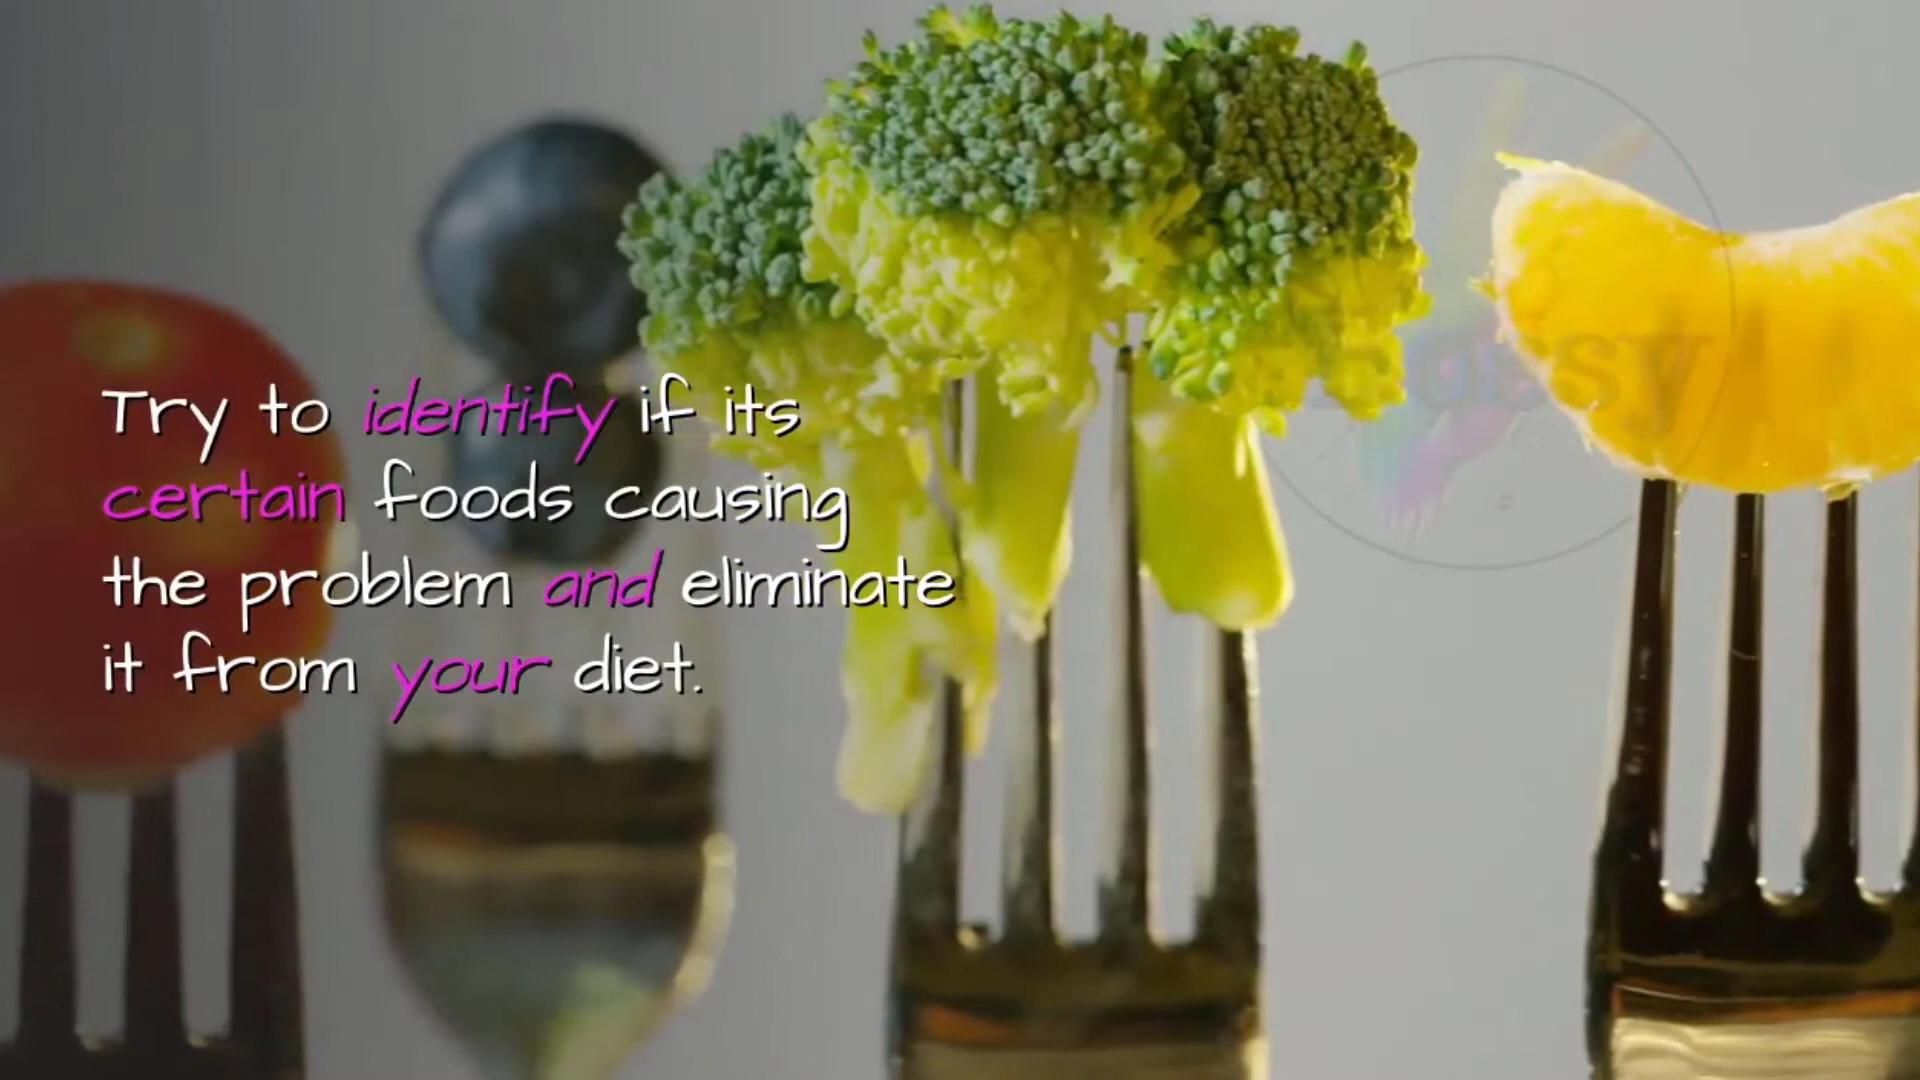 Try to identify if its
certain foods causing
the problem and eliminate
it from your diet.